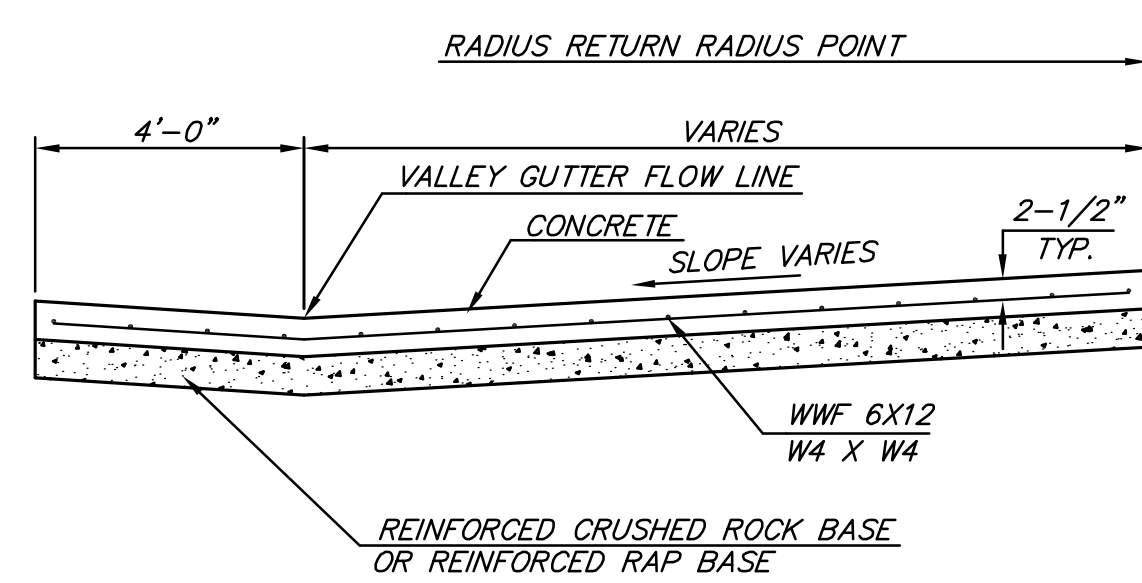 RADIUS RETURN RADIUS POINT
4'-0"
VARIES
VALLEY GUTTER FLOW LINE
CONCRETE
2-1/2"
TYP.
SLOPE VARIES
WWF 6X12
W4 X W4
REINFORCED CRUSHED ROCK BASE
OR REINFORCED RAP BASE